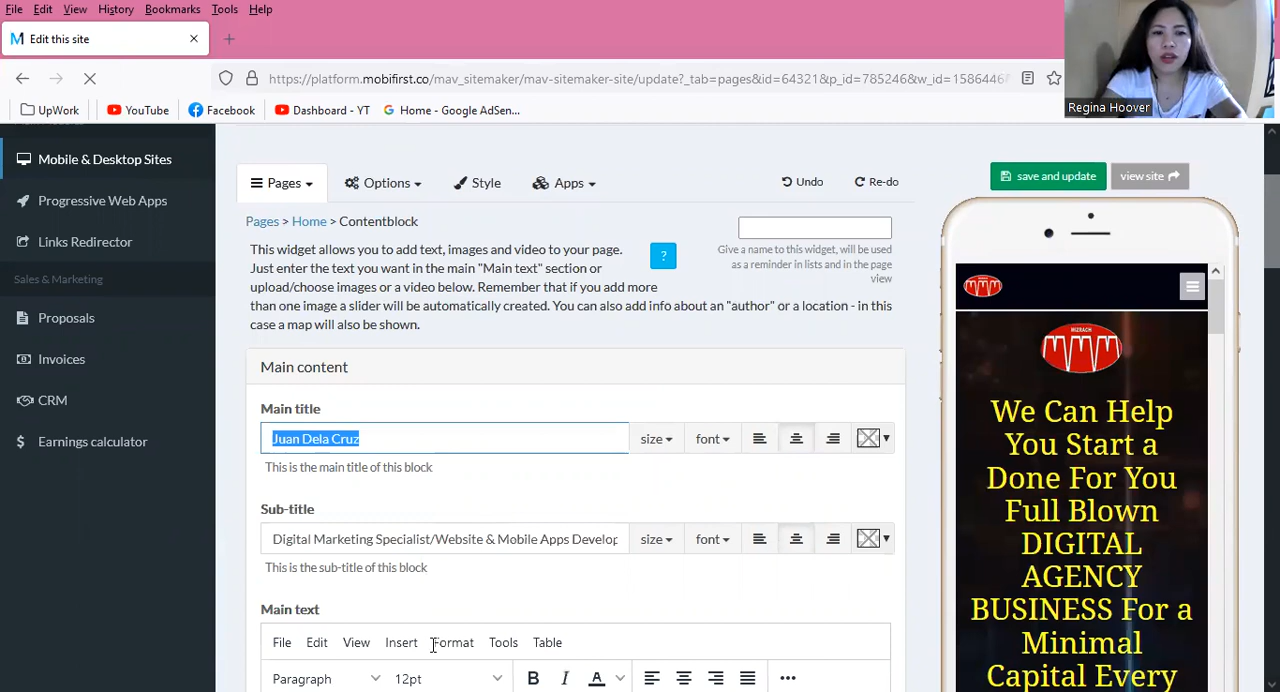 File Edit View History Bookmarks Tools Help
M Edit this site
https://platform.mobifirst.co/mav_sitemaker/mav-sitemaker-site/update?_tab=pages&id=64321&p_id=785246&w_id=1586446
UpWork YouTube Facebook Dashboard - YT Home - Google AdSen...
Regina Hoover
Mobile & Desktop Sites
Progressive Web Apps
Links Redirector
Sales & Marketing
Proposals
Invoices
CRM
Earnings calculator
Pages Options Style Apps Undo Re-do
save and update view site
Pages > Home > Contentblock
This widget allows you to add text, images and video to your page.
Just enter the text you want in the main "Main text" section or
upload/choose images or a video below. Remember that if you add more
than one image a slider will be automatically created. You can also add info about an "author" or a location - in this
case a map will also be shown.
?
Give a name to this widget, will be used
as a reminder in lists and in the page
view
Main content
Main title
Juan Dela Cruz size font
This is the main title of this block
Sub-title
Digital Marketing Specialist/Website & Mobile Apps Develop size font
This is the sub-title of this block
Main text
File Edit View Insert Format Tools Table
Paragraph 12pt B I A
MIZRACH
We Can Help
You Start a
Done For You
Full Blown
DIGITAL
AGENCY
BUSINESS For a
Minimal
Capital Every